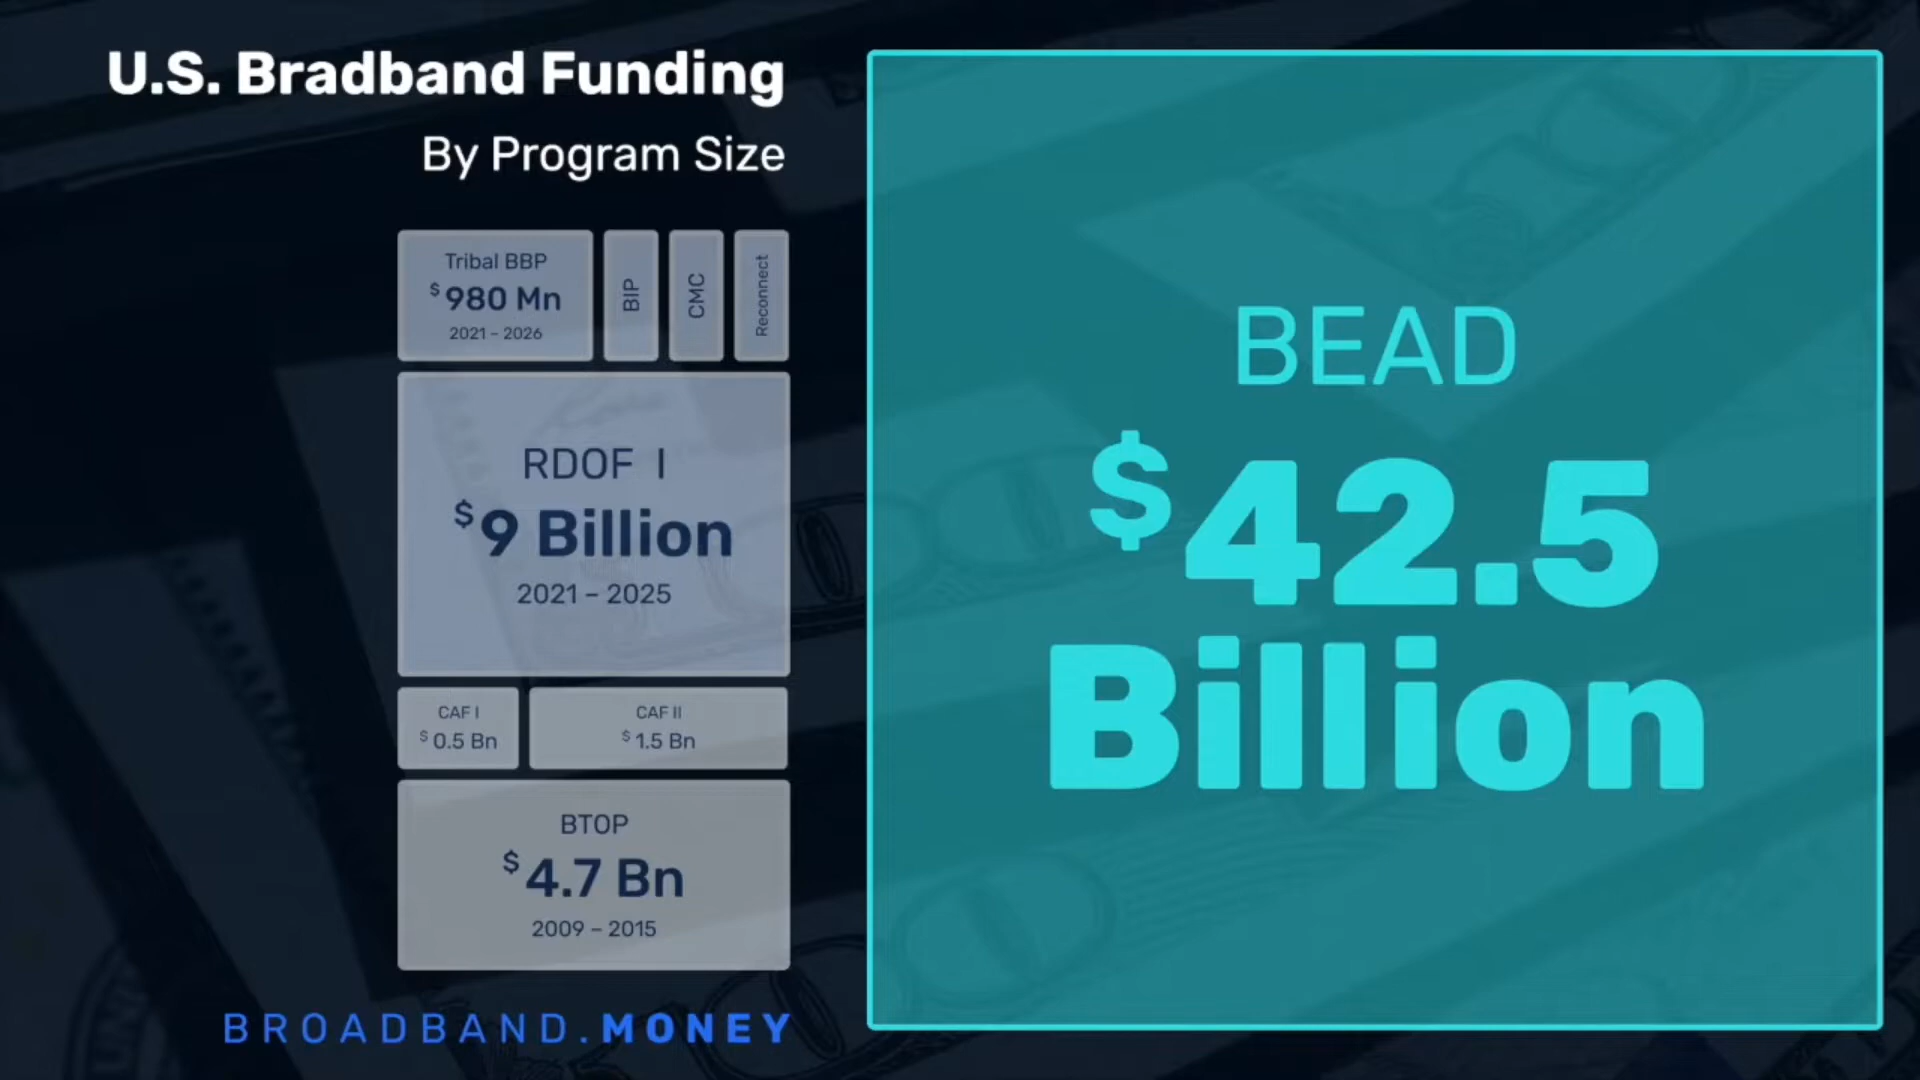 U.S. Bradband Funding
By Program Size
Tribal BBP
$980 Mn
2021 – 2026
BIP
CMC
Reconnect
RDOF I
$9 Billion
2021 – 2025
CAF I
$0.5 Bn
CAF II
$1.5 Bn
BTOP
$4.7 Bn
2009 – 2015
BROADBAND.MONEY
BEAD
$42.5
Billion